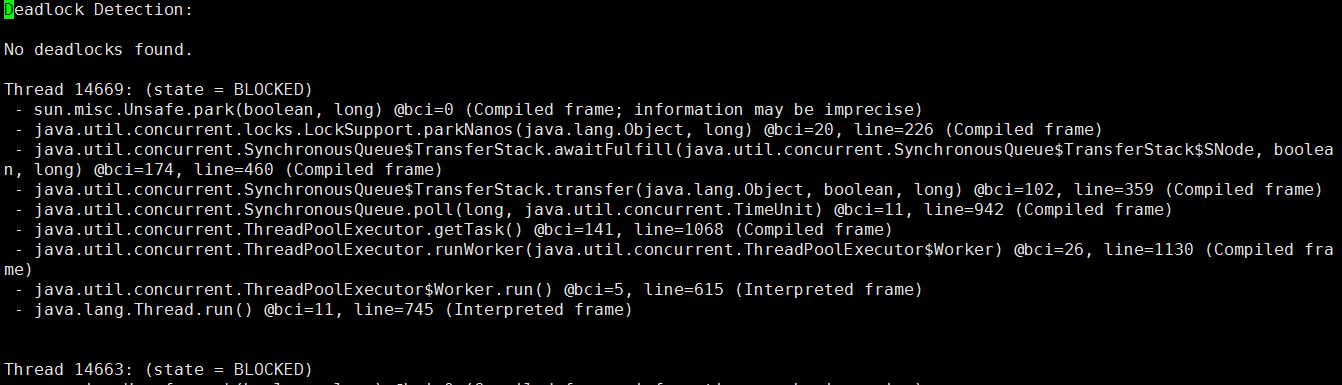 Deadlock Detection:
No deadlocks found.
Thread 14669: (state = BLOCKED)
- sun.misc.Unsafe.park(boolean, long) @bci=0 (Compiled frame; information may be imprecise)
- java.util.concurrent.locks.LockSupport.parkNanos(java.lang.Object, long) @bci=20, line=226 (Compiled frame)
- java.util.concurrent.SynchronousQueue$TransferStack.awaitFulfill(java.util.concurrent.SynchronousQueue$TransferStack$SNode, boolea
n, long) @bci=174, line=460 (Compiled frame)
- java.util.concurrent.SynchronousQueue$TransferStack.transfer(java.lang.Object, boolean, long) @bci=102, line=359 (Compiled frame)
- java.util.concurrent.SynchronousQueue.poll(long, java.util.concurrent.TimeUnit) @bci=11, line=942 (Compiled frame)
- java.util.concurrent.ThreadPoolExecutor.getTask() @bci=141, line=1068 (Compiled frame)
- java.util.concurrent.ThreadPoolExecutor.runWorker(java.util.concurrent.ThreadPoolExecutor$Worker) @bci=26, line=1130 (Compiled fra
me)
- java.util.concurrent.ThreadPoolExecutor$Worker.run() @bci=5, line=615 (Interpreted frame)
- java.lang.Thread.run() @bci=11, line=745 (Interpreted frame)
Thread 14663: (state = BLOCKED)